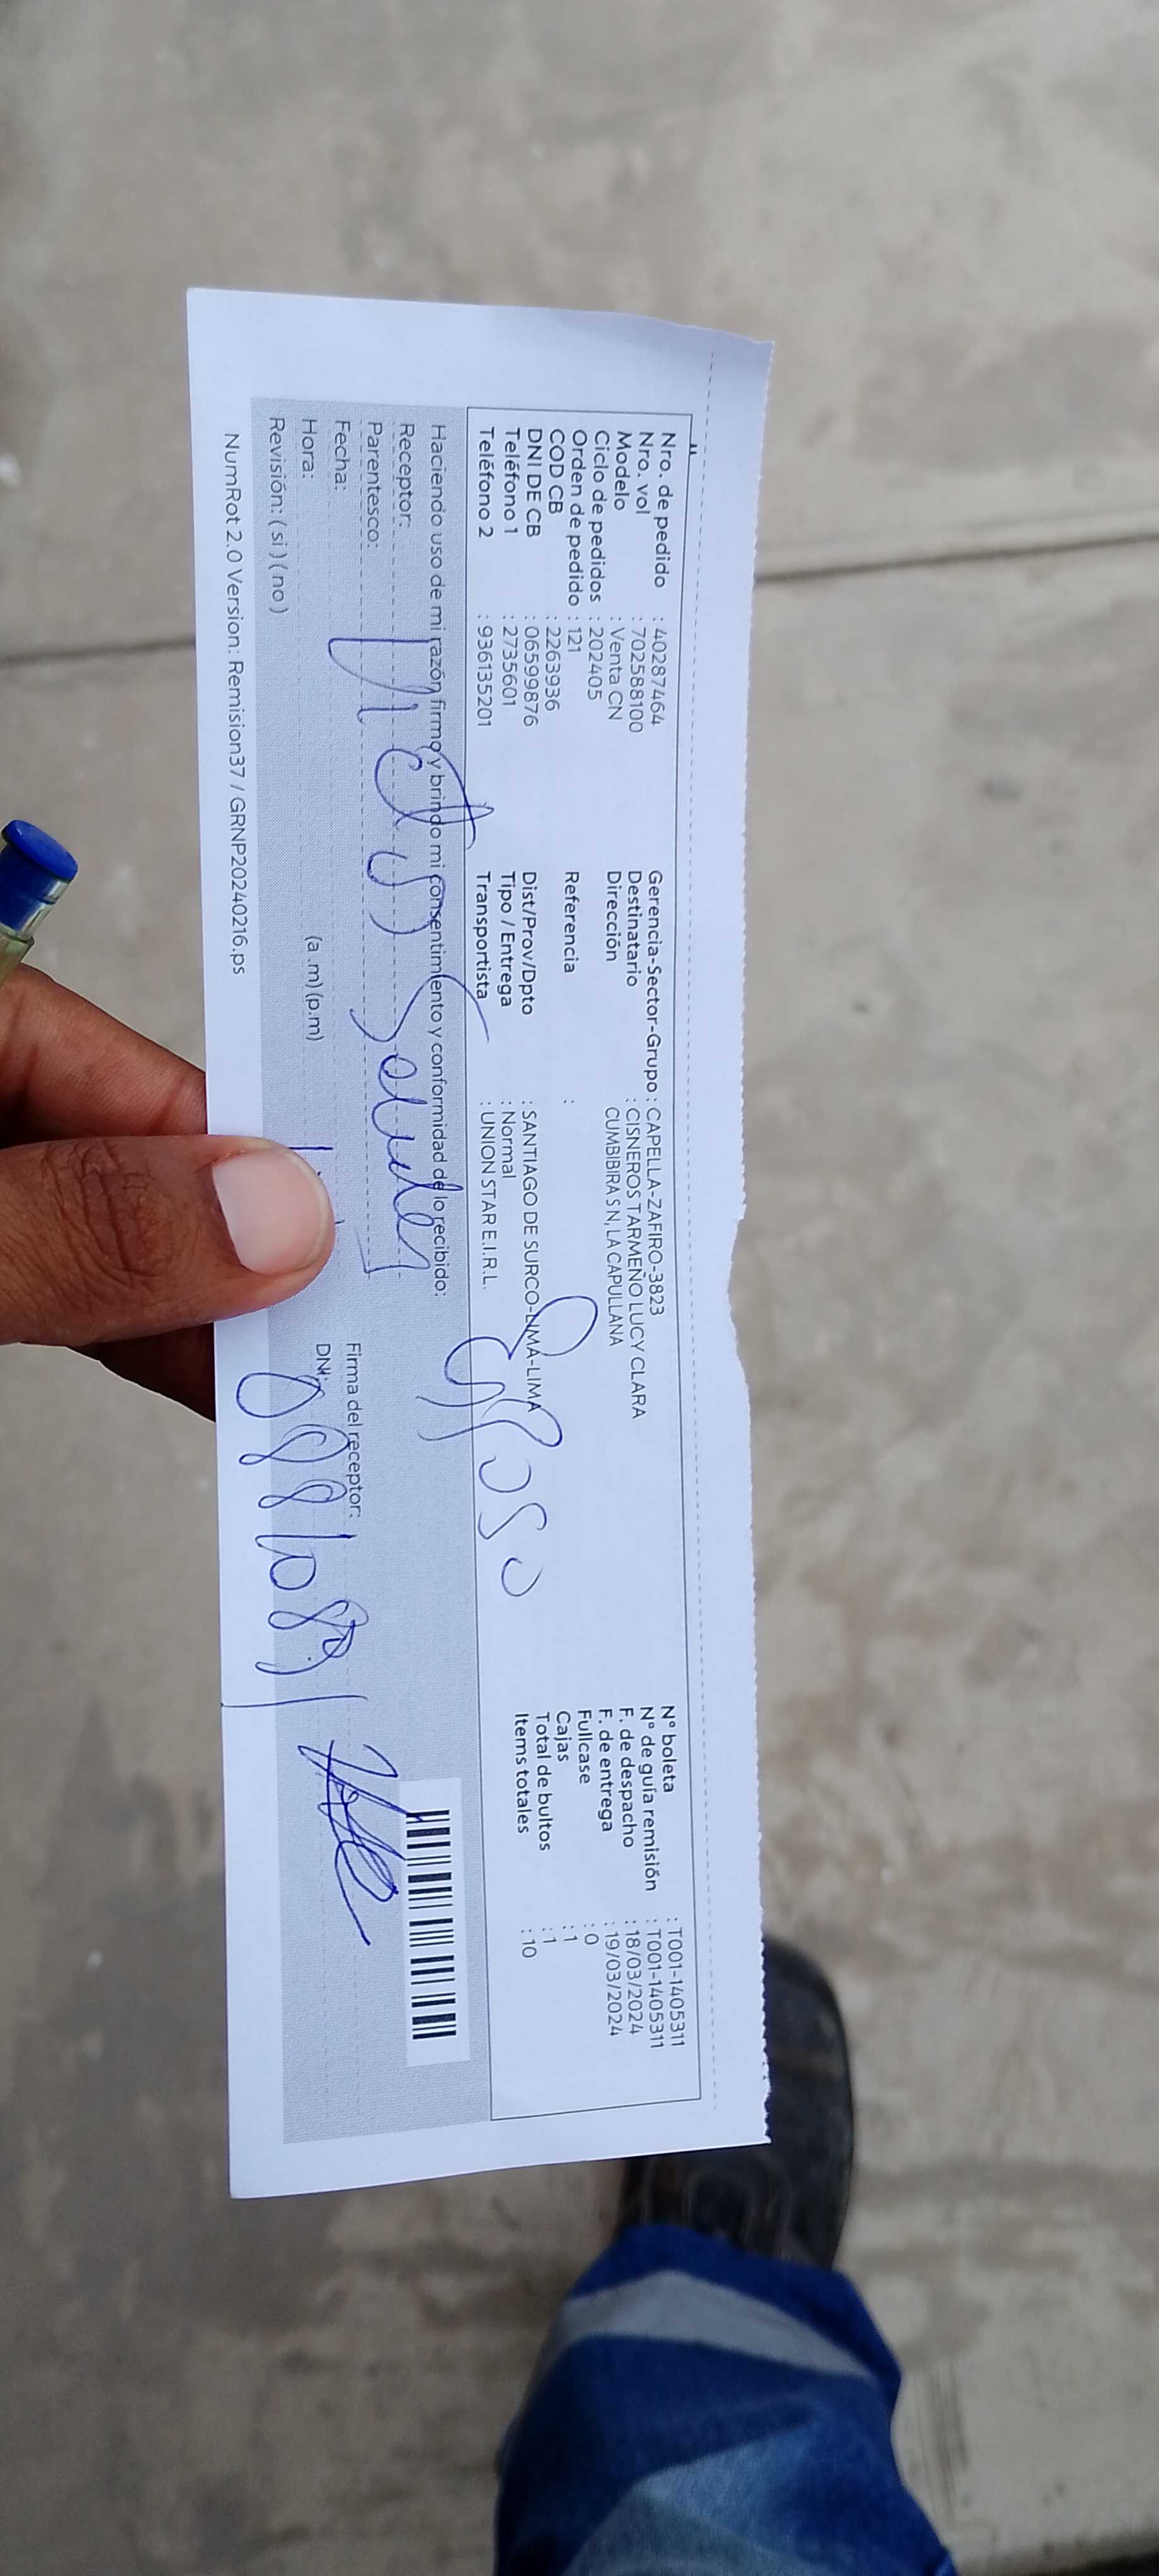 Nro. de pedido : 40287464
Nro. vol : 702588100
Modelo : Venta CN
Ciclo de pedidos : 202405
Orden de pedido : 121
COD CB : 2263936
DNI DE CB : 06599876
Teléfono 1 : 2735601
Teléfono 2 : 936135201
Gerencia-Sector-Grupo : CAPELLA-ZAFIRO-3823
Destinatario : CISNEROS TARMEÑO LUCY CLARA
Dirección CUMBIBIRA S N, LA CAPULLANA
Referencia :
Dist/Prov/Dpto : SANTIAGO DE SURCO-LIMA-LIMA
Tipo / Entrega : Normal
Transportista : UNION STAR E.I.R.L.
N° boleta : T001-1405311
N° de guía remisión : T001-1405311
F. de despacho : 18/03/2024
F. de entrega : 19/03/2024
Fullcase : 0
Cajas : 1
Total de bultos : 1
Items totales : 10
Haciendo uso de mi razón firmo y brindo mi consentimiento y conformidad de lo recibido:
Receptor:
Parentesco:
Fecha:
Hora: (a.m) (p.m)
Revisión: ( si ) ( no )
Esposo
Firma del receptor:
DNI:
NumRot 2.0 Version: Remision37 / GRNP20240216.ps